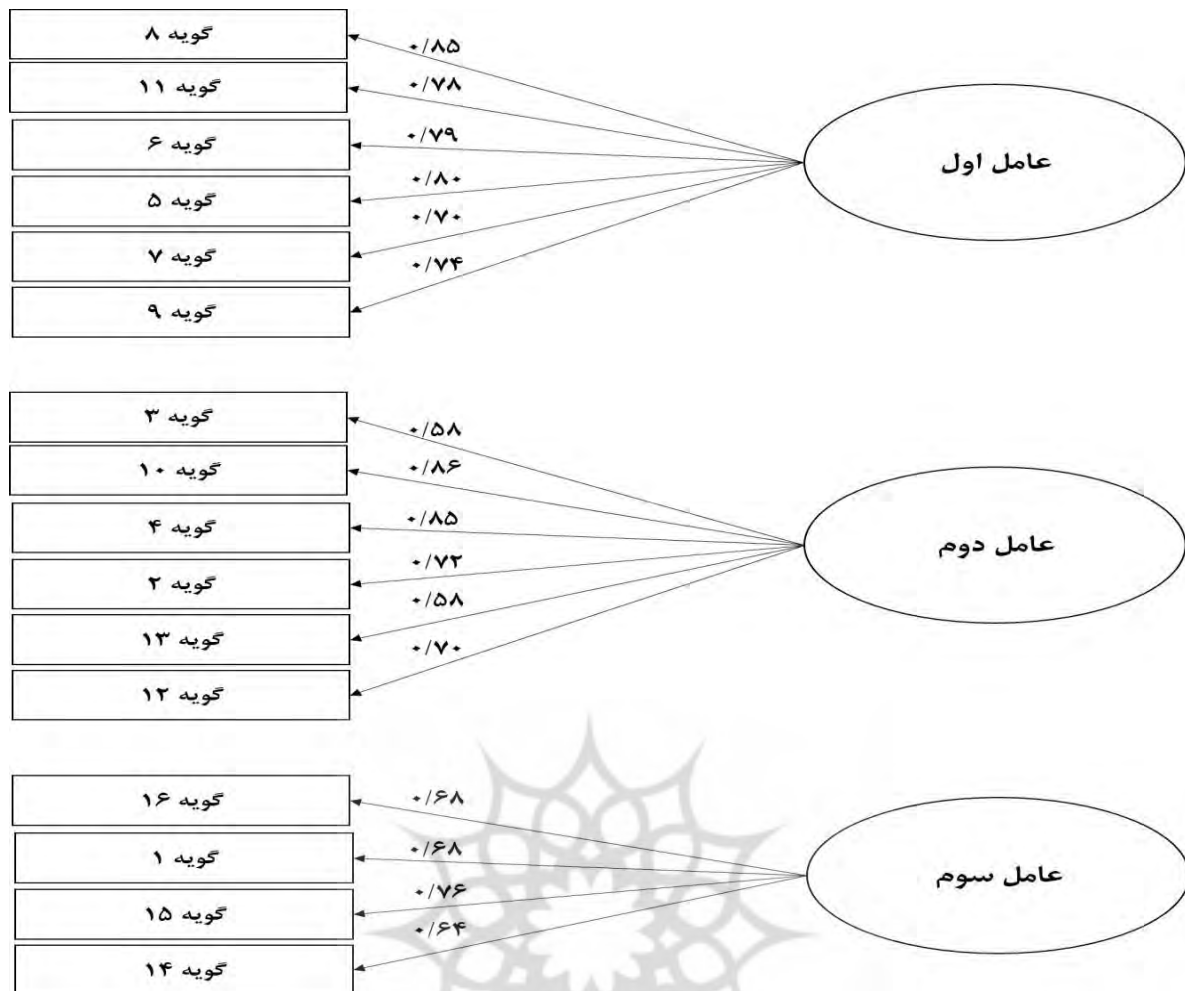 عامل اول
۰/۸۵
گویه ۸
۰/۷۸
گویه ۱۱
۰/۷۹
گویه ۶
۰/۸۰
گویه ۵
۰/۷۰
گویه ۷
۰/۷۴
گویه ۹
عامل دوم
۰/۵۸
گویه ۳
۰/۸۶
گویه ۱۰
۰/۸۵
گویه ۴
۰/۷۲
گویه ۲
۰/۵۸
گویه ۱۳
۰/۷۰
گویه ۱۲
عامل سوم
۰/۶۸
گویه ۱۶
۰/۶۸
گویه ۱
۰/۷۶
گویه ۱۵
۰/۶۴
گویه ۱۴